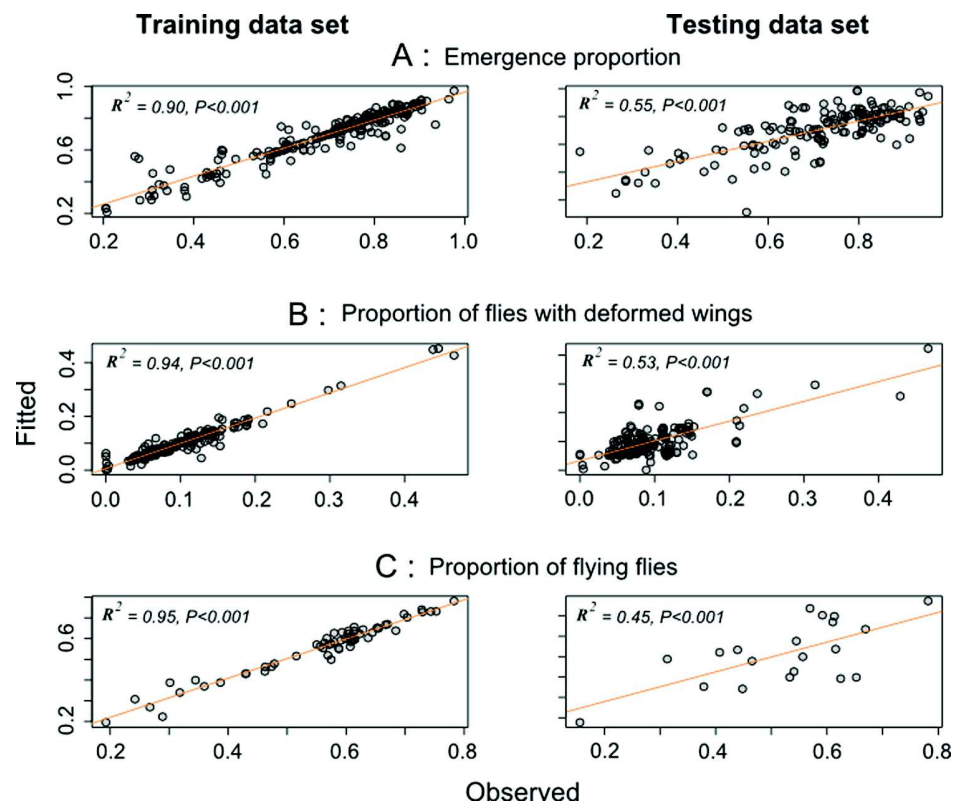 Training data set Testing data set
A : Emergence proportion
R² = 0.90, P<0.001 R² = 0.55, P<0.001
1.0
0.6
0.2
0.2 0.4 0.6 0.8 1.0 0.2 0.4 0.6 0.8
B : Proportion of flies with deformed wings
R² = 0.94, P<0.001 R² = 0.53, P<0.001
0.4
0.2
0.0
0.0 0.1 0.2 0.4 0.0 0.1 0.2 0.4
Fitted
C : Proportion of flying flies
R² = 0.95, P<0.001 R² = 0.45, P<0.001
0.6
0.2
0.2 0.4 0.6 0.8 0.2 0.4 0.6 0.8
Observed